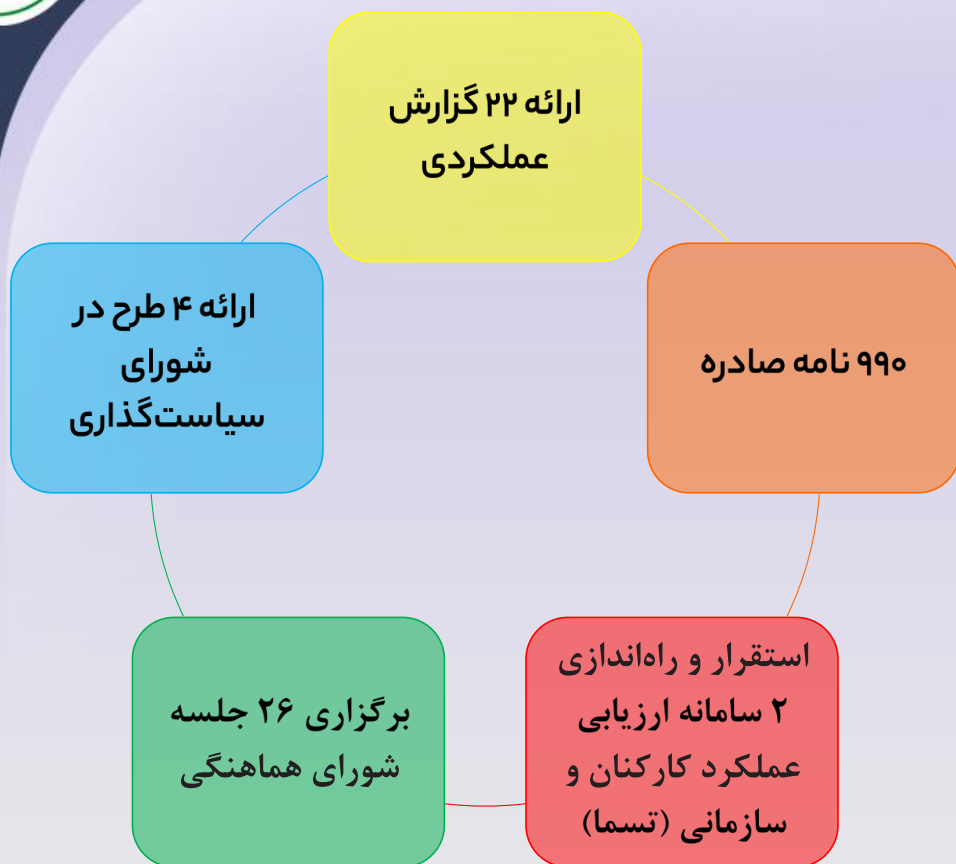 ارائه ۲۲ گزارش
عملکردی
۹۹۰ نامه صادره
ارائه ۴ طرح در
شورای
سیاست‌گذاری
استقرار و راه‌اندازی
۲ سامانه ارزیابی
عملکرد کارکنان و
سازمانی (تسما)
برگزاری ۲۶ جلسه
شورای هماهنگی